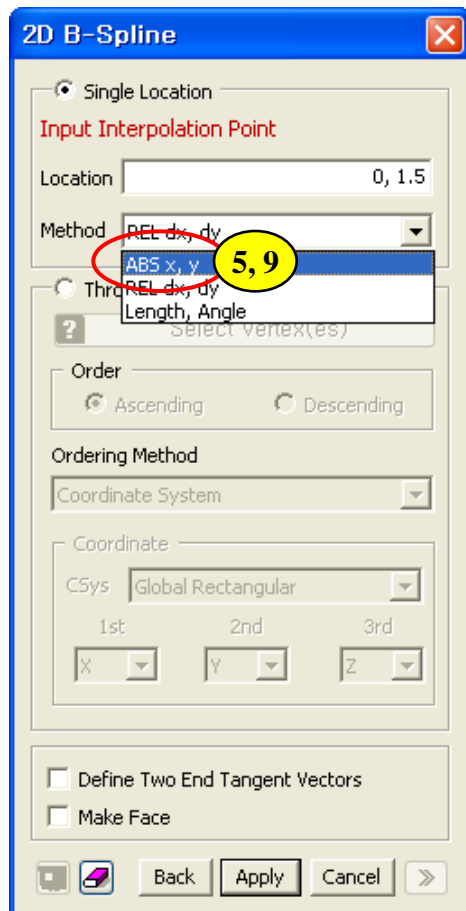 2D B-Spline
Single Location
Input Interpolation Point
Location 0, 1.5
Method REL dx, dy
ABS x, y 5, 9
REL dx, dy
Length, Angle
Thro
? Select Vertex(es)
Order
Ascending Descending
Ordering Method
Coordinate System
Coordinate
CSys Global Rectangular
1st 2nd 3rd
X Y Z
Define Two End Tangent Vectors
Make Face
Back Apply Cancel >>